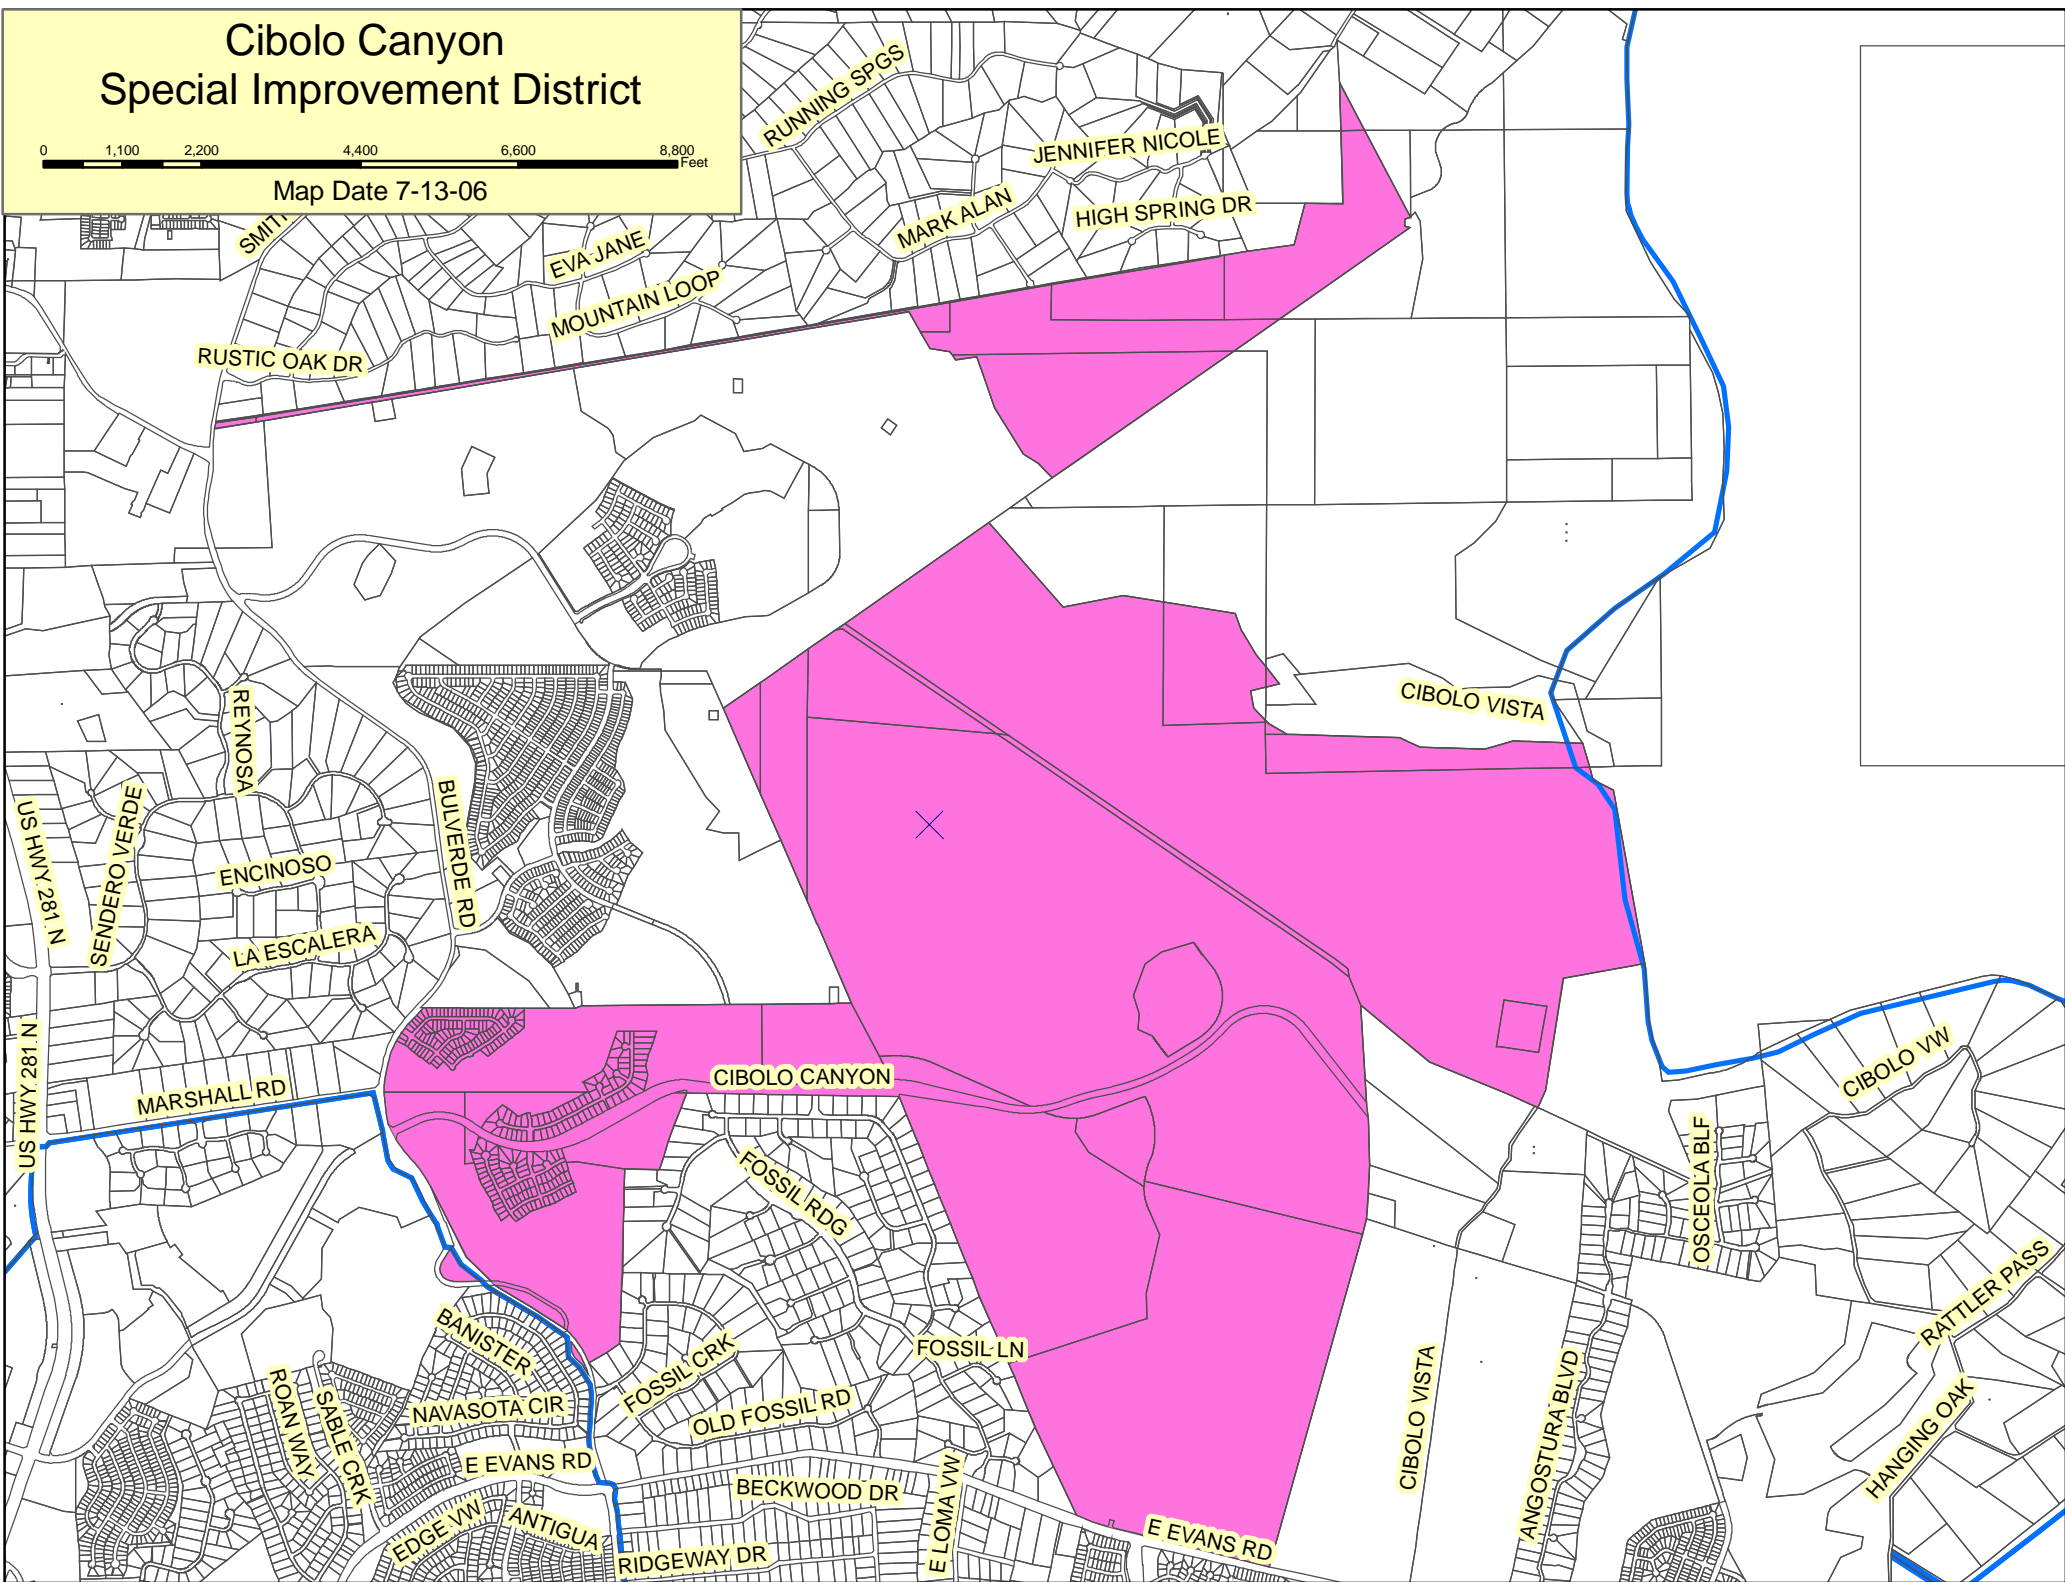 Cibolo Canyon
Special Improvement District
0 1,100 2,200 4,400 6,600 8,800
Feet
Map Date 7-13-06
RUNNING SPGS
JENNIFER NICOLE
MARK ALAN
HIGH SPRING DR
SMITH
EVA JANE
MOUNTAIN LOOP
RUSTIC OAK DR
CIBOLO VISTA
REYNOSA
BULVERDE RD
US HWY 281 N
SENDERO VERDE
ENCINOSO
LA ESCALERA
US HWY 281 N
MARSHALL RD
CIBOLO CANYON
CIBOLO VW
OSCEOLA BLF
FOSSIL RDG
RATTLER PASS
BANISTER
FOSSIL LN
FOSSIL CRK
ROAN WAY
SABLE CRK
NAVASOTA CIR
OLD FOSSIL RD
CIBOLO VISTA
ANGOSTURA BLVD
HANGING OAK
E EVANS RD
BECKWOOD DR
ELOMA VW
EDGE VW
ANTIGUA
RIDGEWAY DR
E EVANS RD